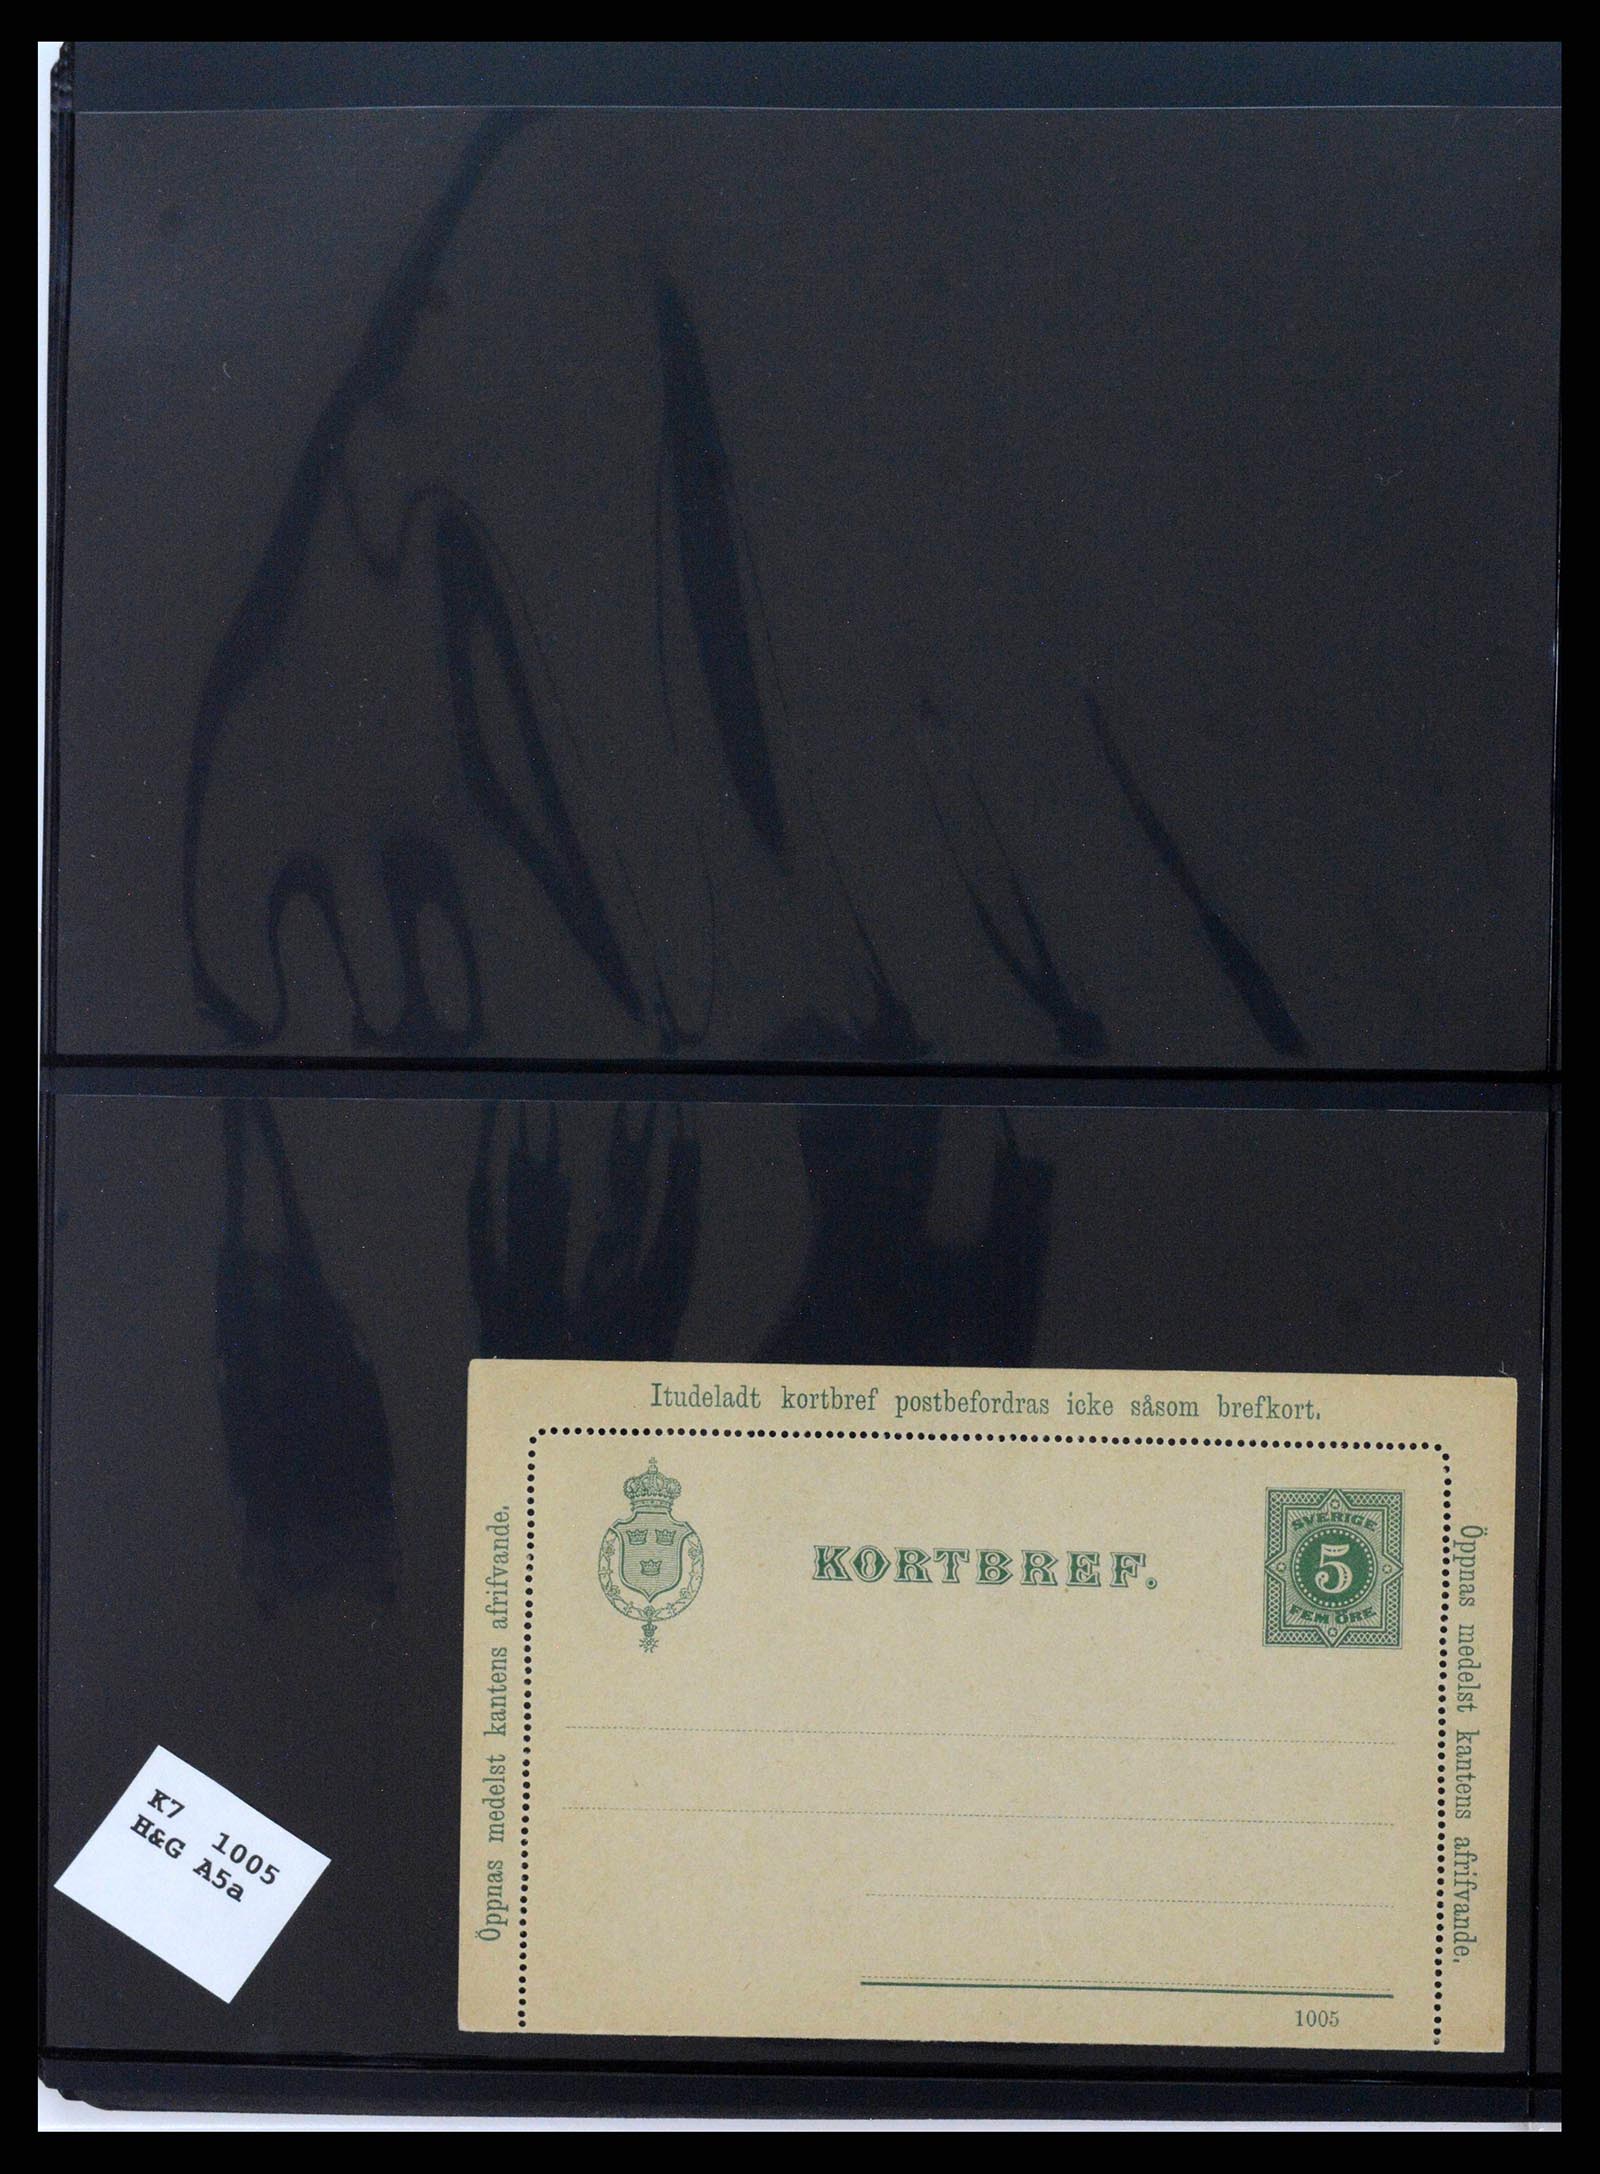 Itudeladt kortbref postbefordras icke såsom brefkort.
Öppnas medelst kantens afrifvande.
KORTBREF.
SVERIGE
5
FEM ÖRE
Öppnas medelst kantens afrifvande.
1005
K7 1005
H&G A5a